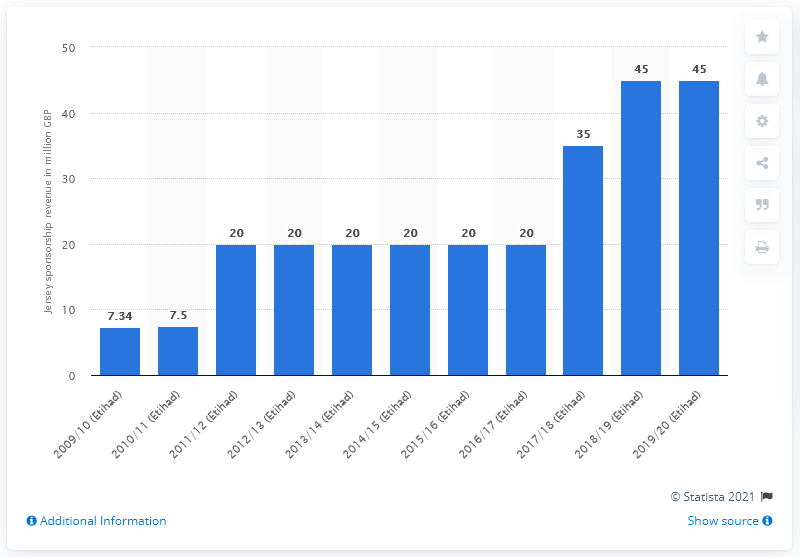 Jersey sponsorship revenue in million GBP
50
40
30
20
10
0
7.34
7.5
20
20
20
20
20
20
35
45
45
2009/10 (Etihad)
2010/11 (Etihad)
2011/12 (Etihad)
2012/13 (Etihad)
2013/14 (Etihad)
2014/15 (Etihad)
2015/16 (Etihad)
2016/17 (Etihad)
2017/18 (Etihad)
2018/19 (Etihad)
2019/20 (Etihad)
© Statista 2021
Additional Information
Show source